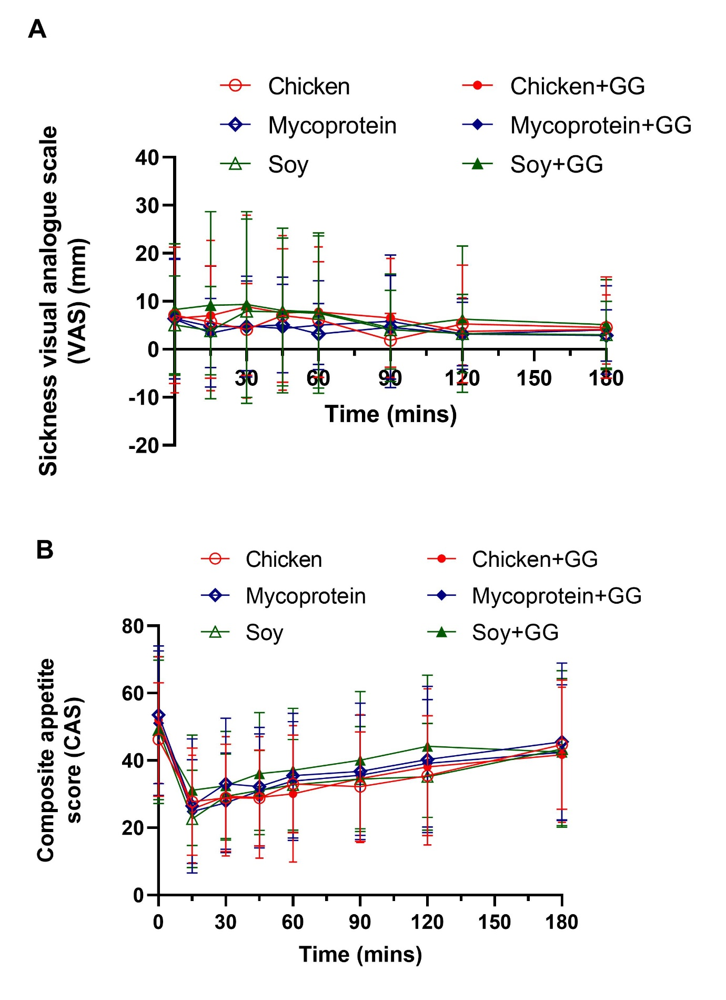 A
Chicken
Chicken+GG
Mycoprotein
Mycoprotein+GG
Soy
Soy+GG
Sickness visual analogue scale
(VAS) (mm)
40
30
20
10
0
-10
-20
30
60
90
120
150
180
Time (mins)
B
Chicken
Chicken+GG
Mycoprotein
Mycoprotein+GG
Soy
Soy+GG
Composite appetite
score (CAS)
80
60
40
20
0
0
30
60
90
120
150
180
Time (mins)